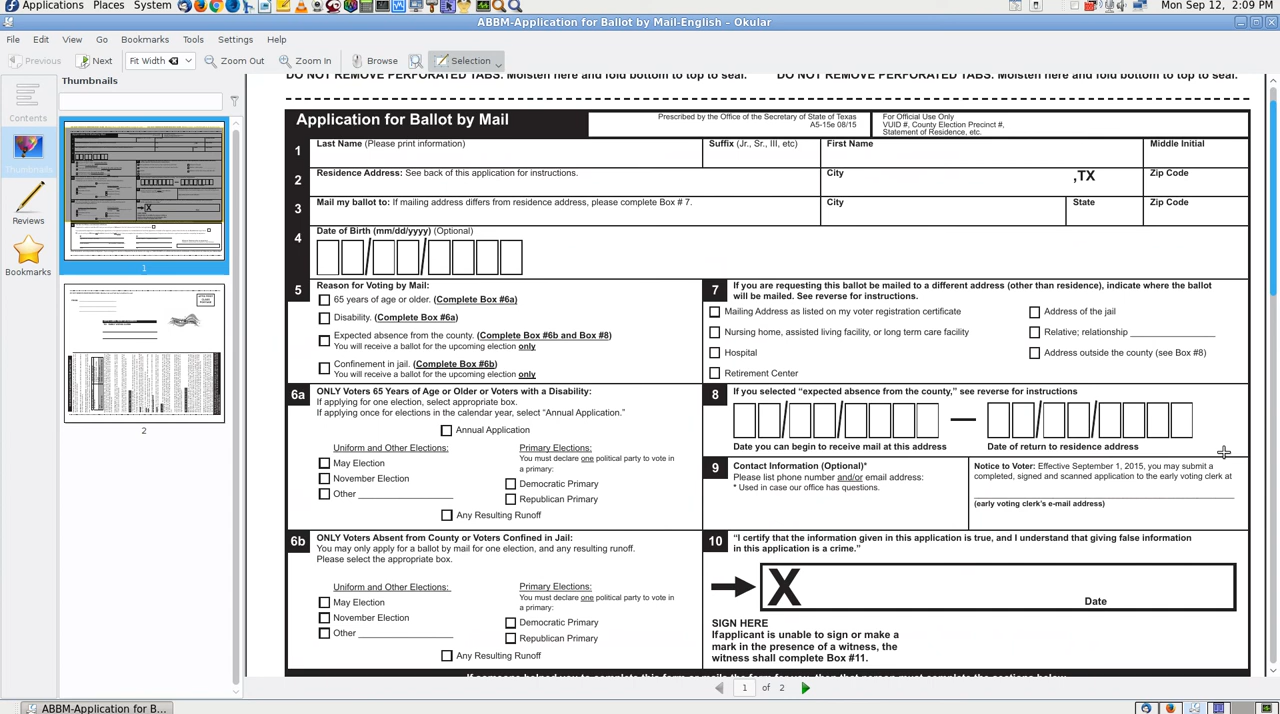 Applications Places System
Mon Sep 12, 2:09 PM
ABBM-Application for Ballot by Mail-English – Okular
File Edit View Go Bookmarks Tools Settings Help
Previous Next Fit Width Zoom Out Zoom In Browse Selection
Contents
Thumbnails
Reviews
Bookmarks
Thumbnails
1
2
DO NOT REMOVE PERFORATED TABS. Moisten here and fold bottom to top to seal. DO NOT REMOVE PERFORATED TABS. Moisten here and fold bottom to top to seal.
Application for Ballot by Mail
Prescribed by the Office of the Secretary of State of Texas
A5-15e 08/15
For Official Use Only
VUID #, County Election Precinct #,
Statement of Residence, etc.
1 Last Name (Please print information) Suffix (Jr., Sr., III, etc) First Name Middle Initial
2 Residence Address: See back of this application for instructions. City ,TX Zip Code
3 Mail my ballot to: If mailing address differs from residence address, please complete Box # 7. City State Zip Code
4 Date of Birth (mm/dd/yyyy) (Optional)
/ /
5 Reason for Voting by Mail:
65 years of age or older. (Complete Box #6a)
Disability. (Complete Box #6a)
Expected absence from the county. (Complete Box #6b and Box #8)
You will receive a ballot for the upcoming election only
Confinement in jail. (Complete Box #6b)
You will receive a ballot for the upcoming election only
7 If you are requesting this ballot be mailed to a different address (other than residence), indicate where the ballot
will be mailed. See reverse for instructions.
Mailing Address as listed on my voter registration certificate
Nursing home, assisted living facility, or long term care facility
Hospital
Retirement Center
Address of the jail
Relative; relationship ________________
Address outside the county (see Box #8)
6a ONLY Voters 65 Years of Age or Older or Voters with a Disability:
If applying for one election, select appropriate box.
If applying once for elections in the calendar year, select “Annual Application.”
Annual Application
Uniform and Other Elections:
May Election
November Election
Other ___________________
Primary Elections:
You must declare one political party to vote in
a primary:
Democratic Primary
Republican Primary
Any Resulting Runoff
8 If you selected “expected absence from the county,” see reverse for instructions
/ / — / /
Date you can begin to receive mail at this address Date of return to residence address
9 Contact Information (Optional)*
Please list phone number and/or email address:
* Used in case our office has questions.
Notice to Voter: Effective September 1, 2015, you may submit a
completed, signed and scanned application to the early voting clerk at
(early voting clerk's e-mail address)
6b ONLY Voters Absent from County or Voters Confined in Jail:
You may only apply for a ballot by mail for one election, and any resulting runoff.
Please select the appropriate box.
Uniform and Other Elections:
May Election
November Election
Other ___________________
Primary Elections:
You must declare one political party to vote in
a primary:
Democratic Primary
Republican Primary
Any Resulting Runoff
10 “I certify that the information given in this application is true, and I understand that giving false information
in this application is a crime.”
X Date
SIGN HERE
If applicant is unable to sign or make a
mark in the presence of a witness, the
witness shall complete Box #11.
If someone helped you to complete this form or mails the form for you, then that person must complete the sections below.
1 of 2
ABBM-Application for B...